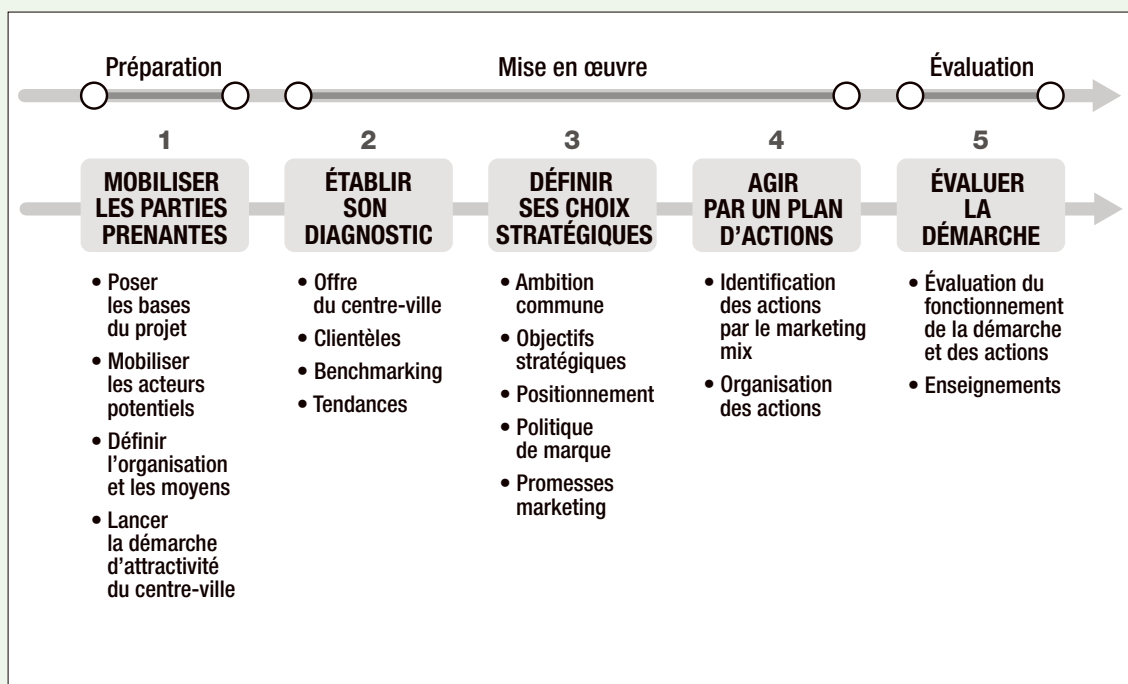 Préparation
Mise en œuvre
Évaluation
1
MOBILISER
LES PARTIES
PRENANTES
• Poser
les bases
du projet
• Mobiliser
les acteurs
potentiels
• Définir
l'organisation
et les moyens
• Lancer
la démarche
d'attractivité
du centre-ville
2
ÉTABLIR
SON
DIAGNOSTIC
• Offre
du centre-ville
• Clientèles
• Benchmarking
• Tendances
3
DÉFINIR
SES CHOIX
STRATÉGIQUES
• Ambition
commune
• Objectifs
stratégiques
• Positionnement
• Politique
de marque
• Promesses
marketing
4
AGIR
PAR UN PLAN
D'ACTIONS
• Identification
des actions
par le marketing
mix
• Organisation
des actions
5
ÉVALUER
LA
DÉMARCHE
• Évaluation du
fonctionnement
de la démarche
et des actions
• Enseignements